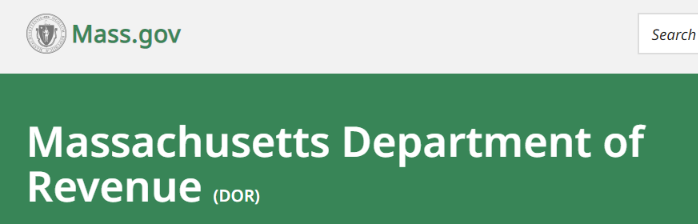 Mass.gov
Search
Massachusetts Department of
Revenue (DOR)